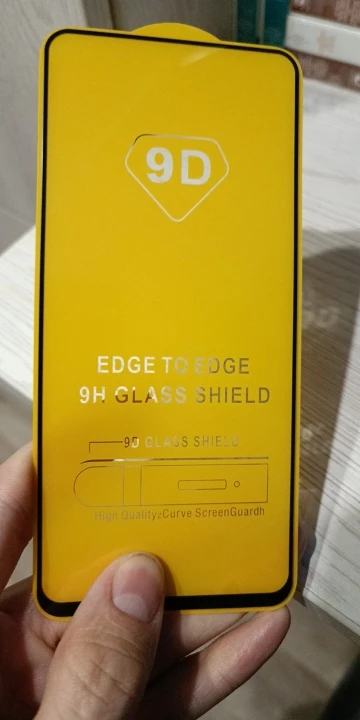 9D
EDGE TO EDGE
9H GLASS SHIELD
9D GLASS SHIELD
High Quality:Curve ScreenGuardh